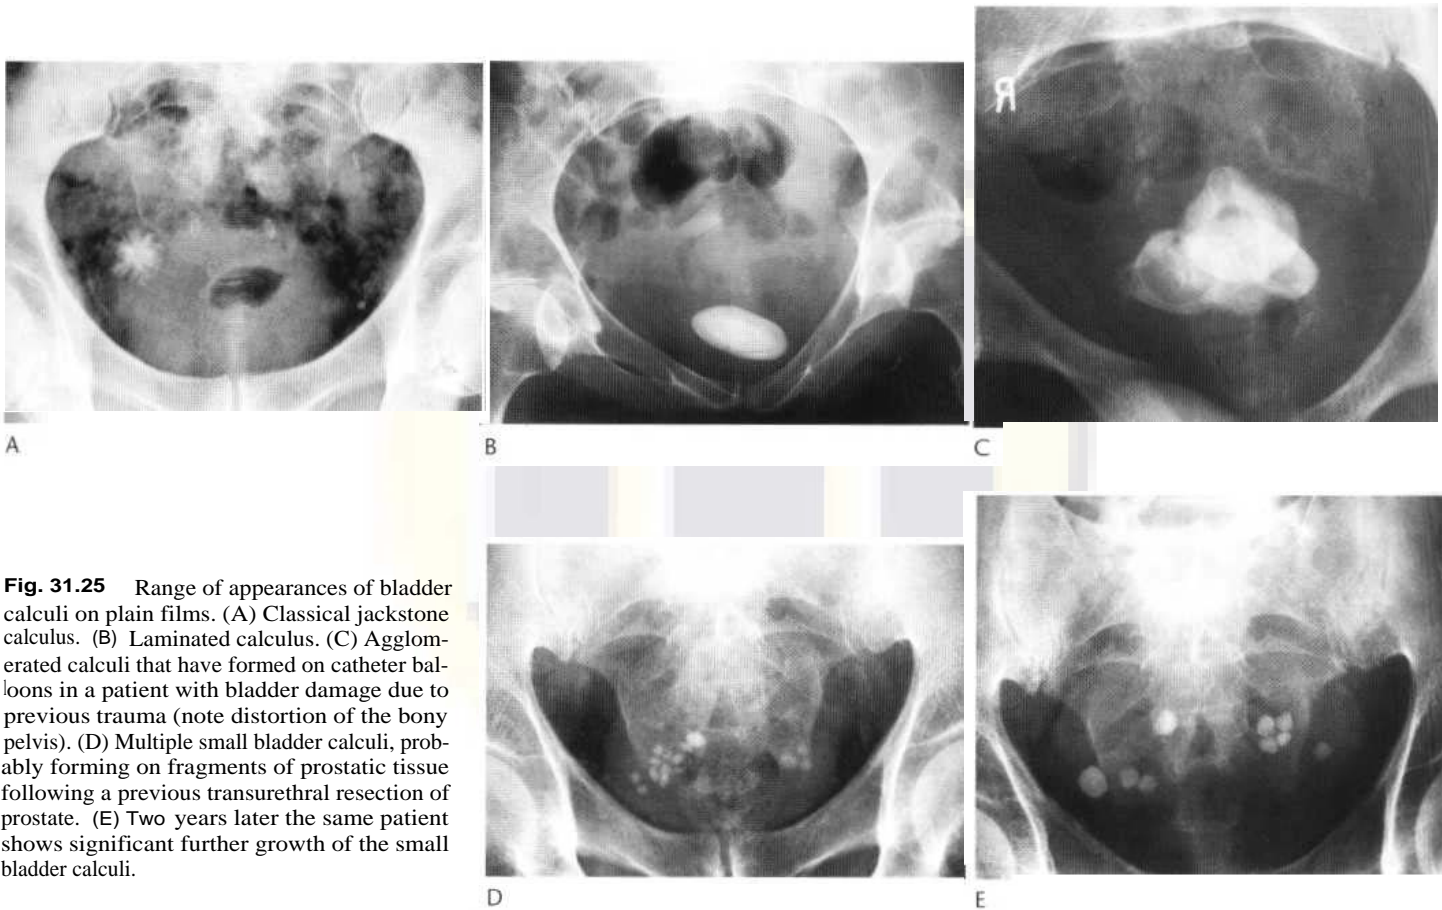 R
A
B
C
Fig. 31.25 Range of appearances of bladder
calculi on plain films. (A) Classical jackstone
calculus. (B) Laminated calculus. (C) Agglom-
erated calculi that have formed on catheter bal-
loons in a patient with bladder damage due to
previous trauma (note distortion of the bony
pelvis). (D) Multiple small bladder calculi, prob-
ably forming on fragments of prostatic tissue
following a previous transurethral resection of
prostate. (E) Two years later the same patient
shows significant further growth of the small
bladder calculi.
D
E